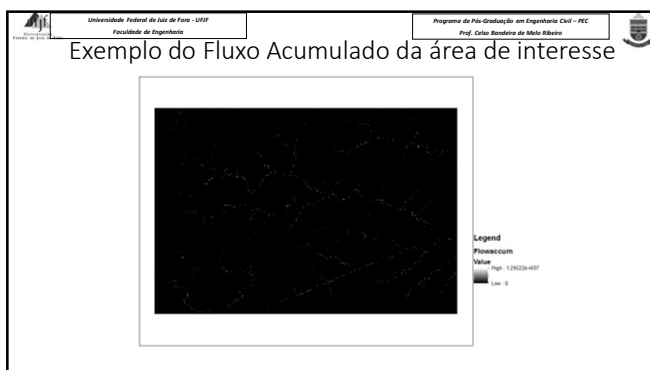 Universidade Federal de Juiz de Fora - UFJF
Faculdade de Engenharia
Programa de Pós-Graduação em Engenharia Civil – PEC
Prof. Celso Bandeira de Melo Ribeiro
Exemplo do Fluxo Acumulado da área de interesse
Legend
Flowaccum
Value
High : 1.26022e+007
Low : 0